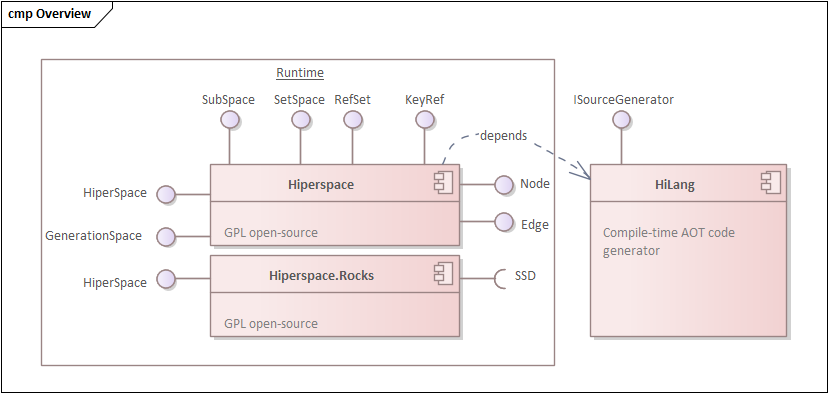 cmp Overview
Runtime
SubSpace
SetSpace
RefSet
KeyRef
ISourceGenerator
depends
Hiperspace
HiLang
HiperSpace
Node
GenerationSpace
Edge
GPL open-source
Compile-time AOT code
generator
Hiperspace.Rocks
HiperSpace
SSD
GPL open-source